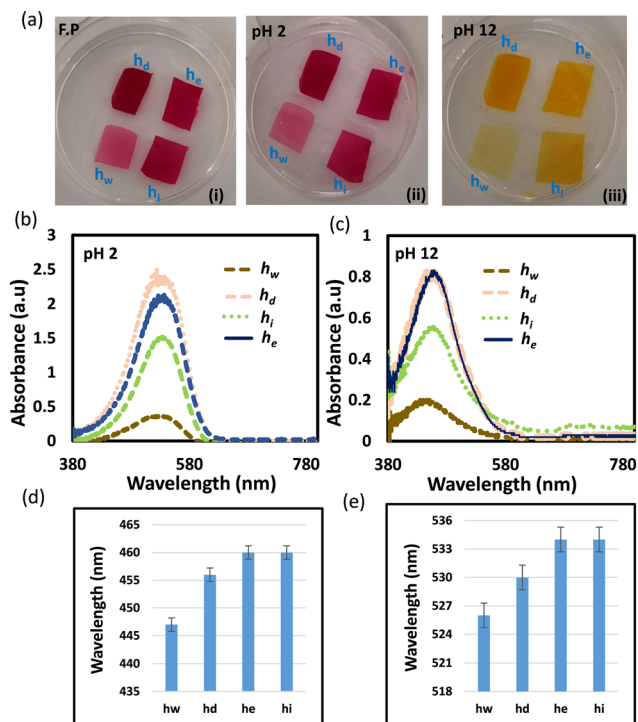 (a)
F.P
pH 2
pH 12
hd
he
hw
hi
(i)
hd
he
hw
hi
(ii)
hd
he
hw
hi
(iii)
(b)
pH 2
3
2.5
2
1.5
1
0.5
0
380
580
780
Absorbance (a.u)
Wavelength (nm)
hw
hd
hi
he
(c)
pH 12
1
0.8
0.6
0.4
0.2
0
380
580
780
Absorbance (a.u)
Wavelength (nm)
hw
hd
hi
he
(d)
Wavelength (nm)
465
460
455
450
445
440
435
hw
hd
he
hi
(e)
Wavelength (nm)
536
534
530
526
522
518
hw
hd
he
hi